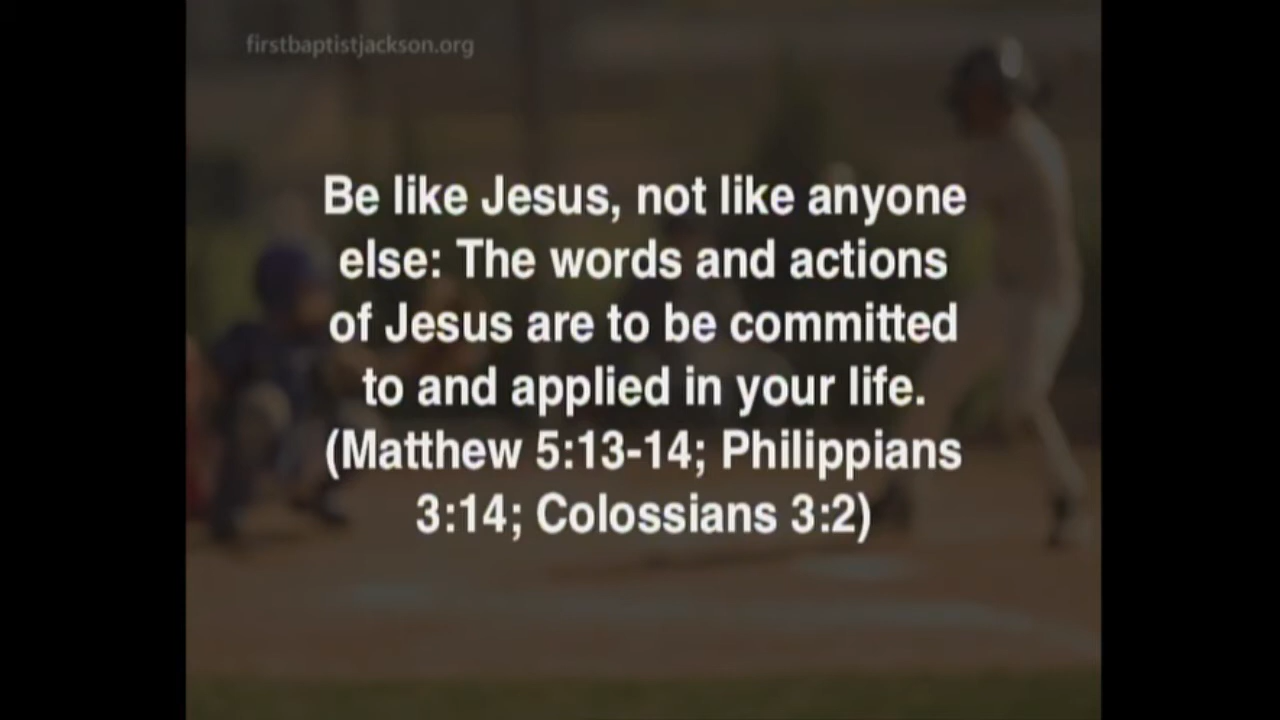 firstbaptistjackson.org
Be like Jesus, not like anyone
else: The words and actions
of Jesus are to be committed
to and applied in your life.
(Matthew 5:13-14; Philippians
3:14; Colossians 3:2)